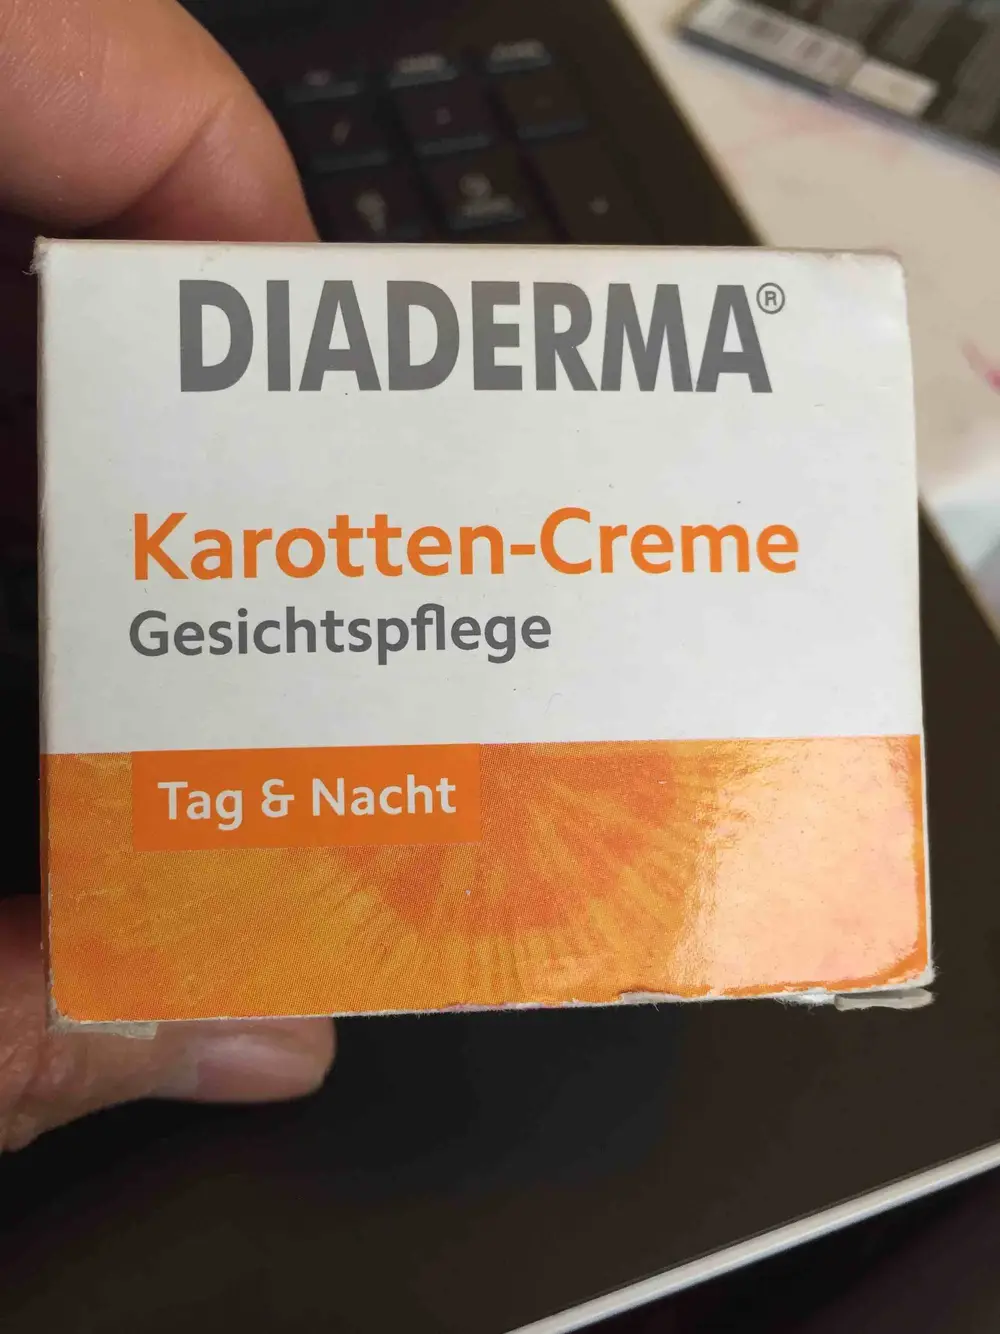 DIADERMA®
Karotten-Creme
Gesichtspflege
Tag & Nacht